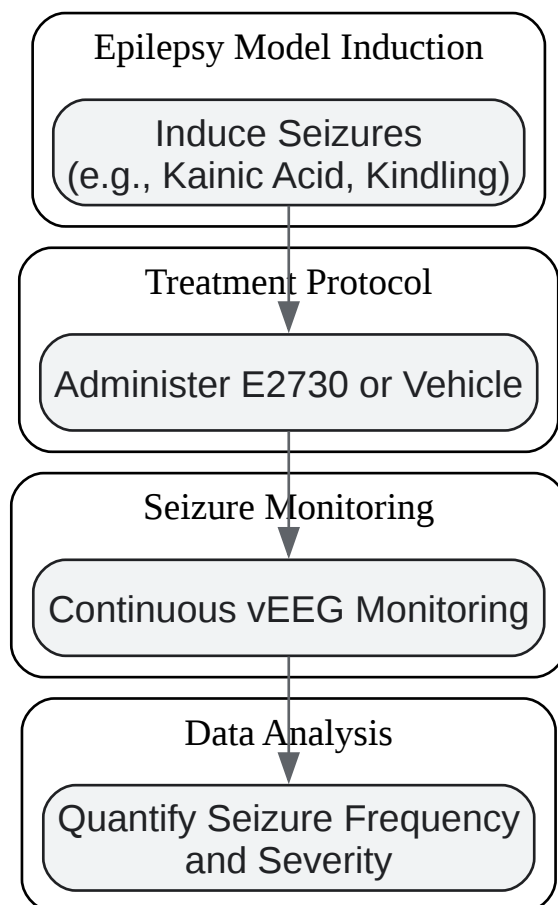 Epilepsy Model Induction
Induce Seizures
(e.g., Kainic Acid, Kindling)
Treatment Protocol
Administer E2730 or Vehicle
Seizure Monitoring
Continuous vEEG Monitoring
Data Analysis
Quantify Seizure Frequency
and Severity